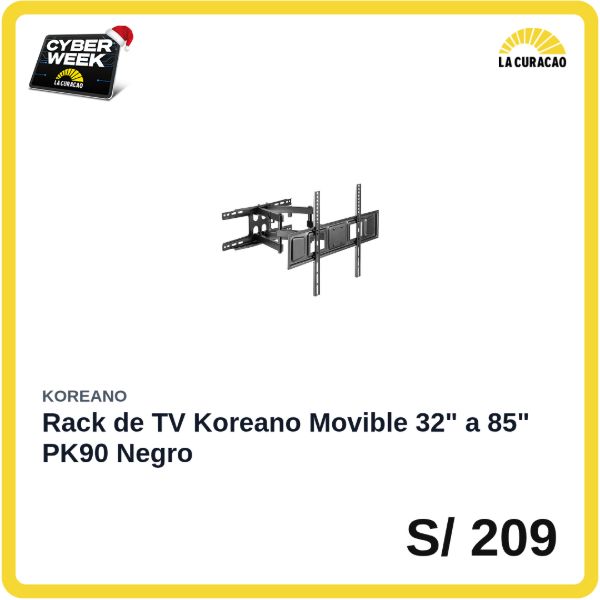 CYBER
WEEK
LA CURACAO
LA CURACAO
KOREANO
Rack de TV Koreano Movible 32" a 85"
PK90 Negro
S/ 209